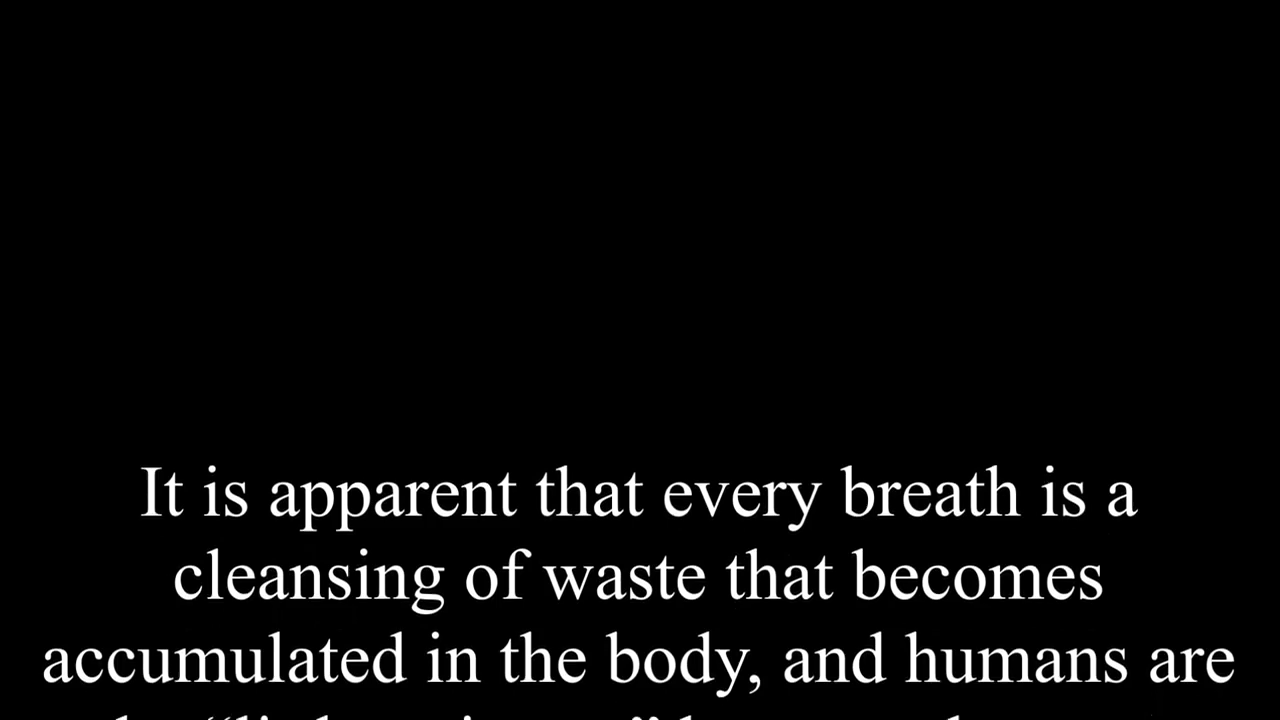 It is apparent that every breath is a
cleansing of waste that becomes
accumulated in the body, and humans are